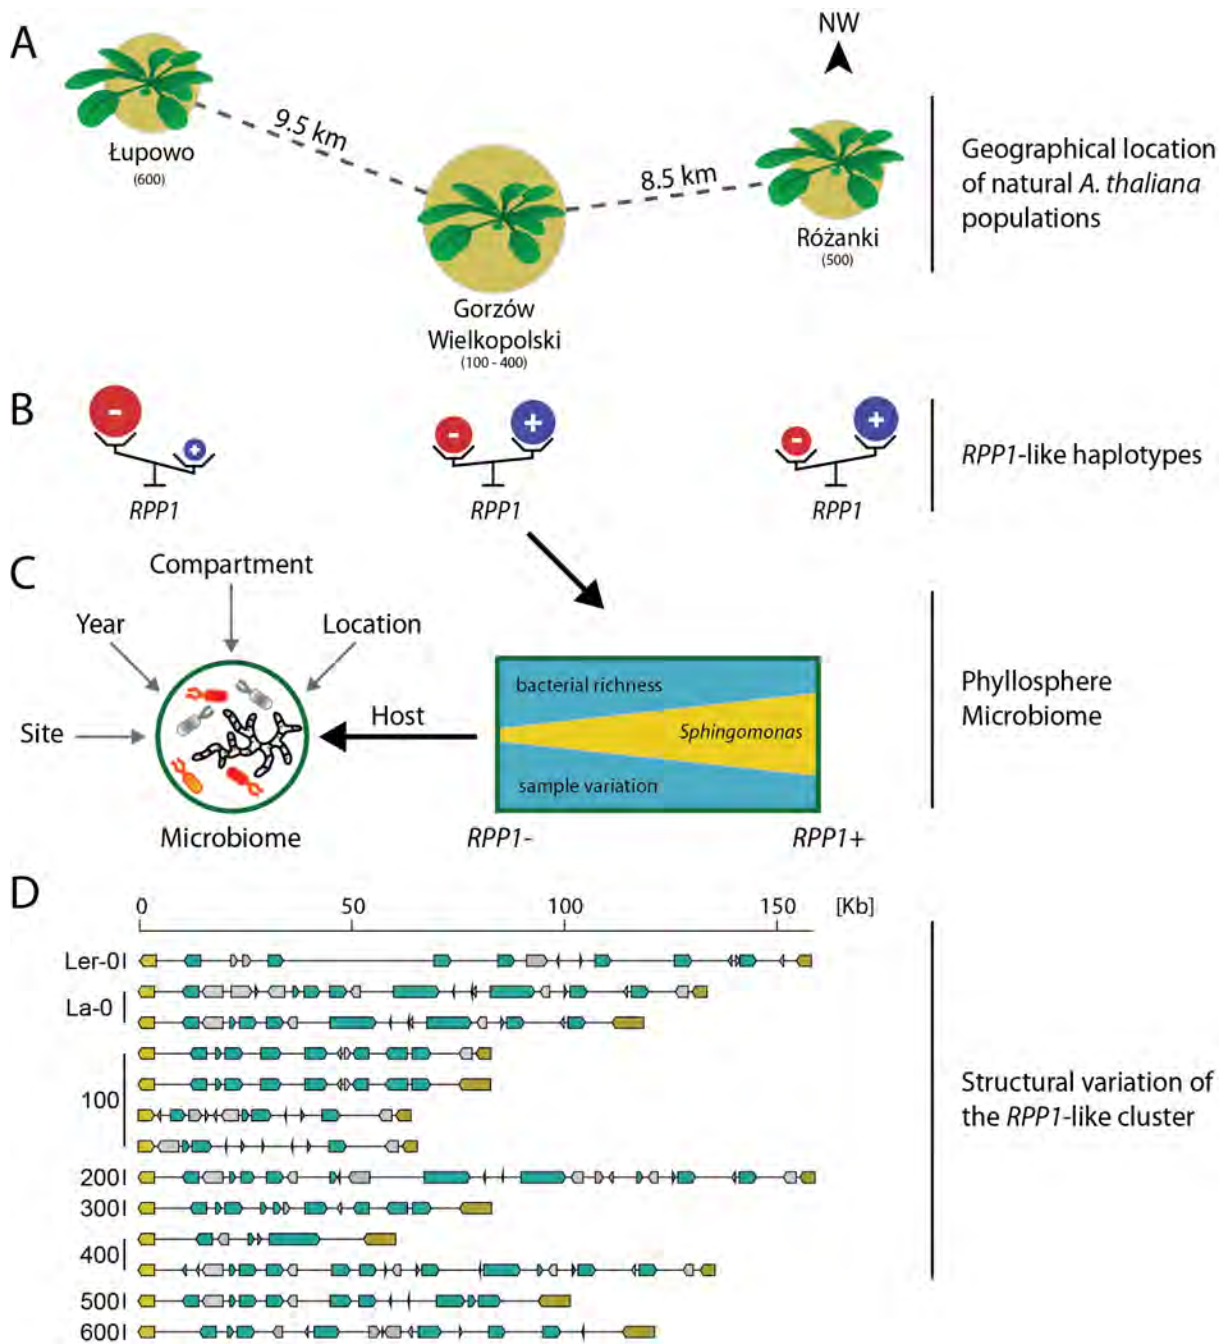 A
NW
9.5 km
8.5 km
Łupowo
(600)
Gorzów
Wielkopolski
(100 - 400)
Różanki
(500)
Geographical location
of natural A. thaliana
populations
B
- +
RPP1
- +
RPP1
- +
RPP1
RPP1-like haplotypes
C
Compartment
Year
Location
Site
Host
Microbiome
bacterial richness
Sphingomonas
sample variation
RPP1-
RPP1+
Phyllosphere
Microbiome
D
0 50 100 150 [Kb]
Ler-0
La-0
100
200
300
400
500
600
Structural variation of
the RPP1-like cluster